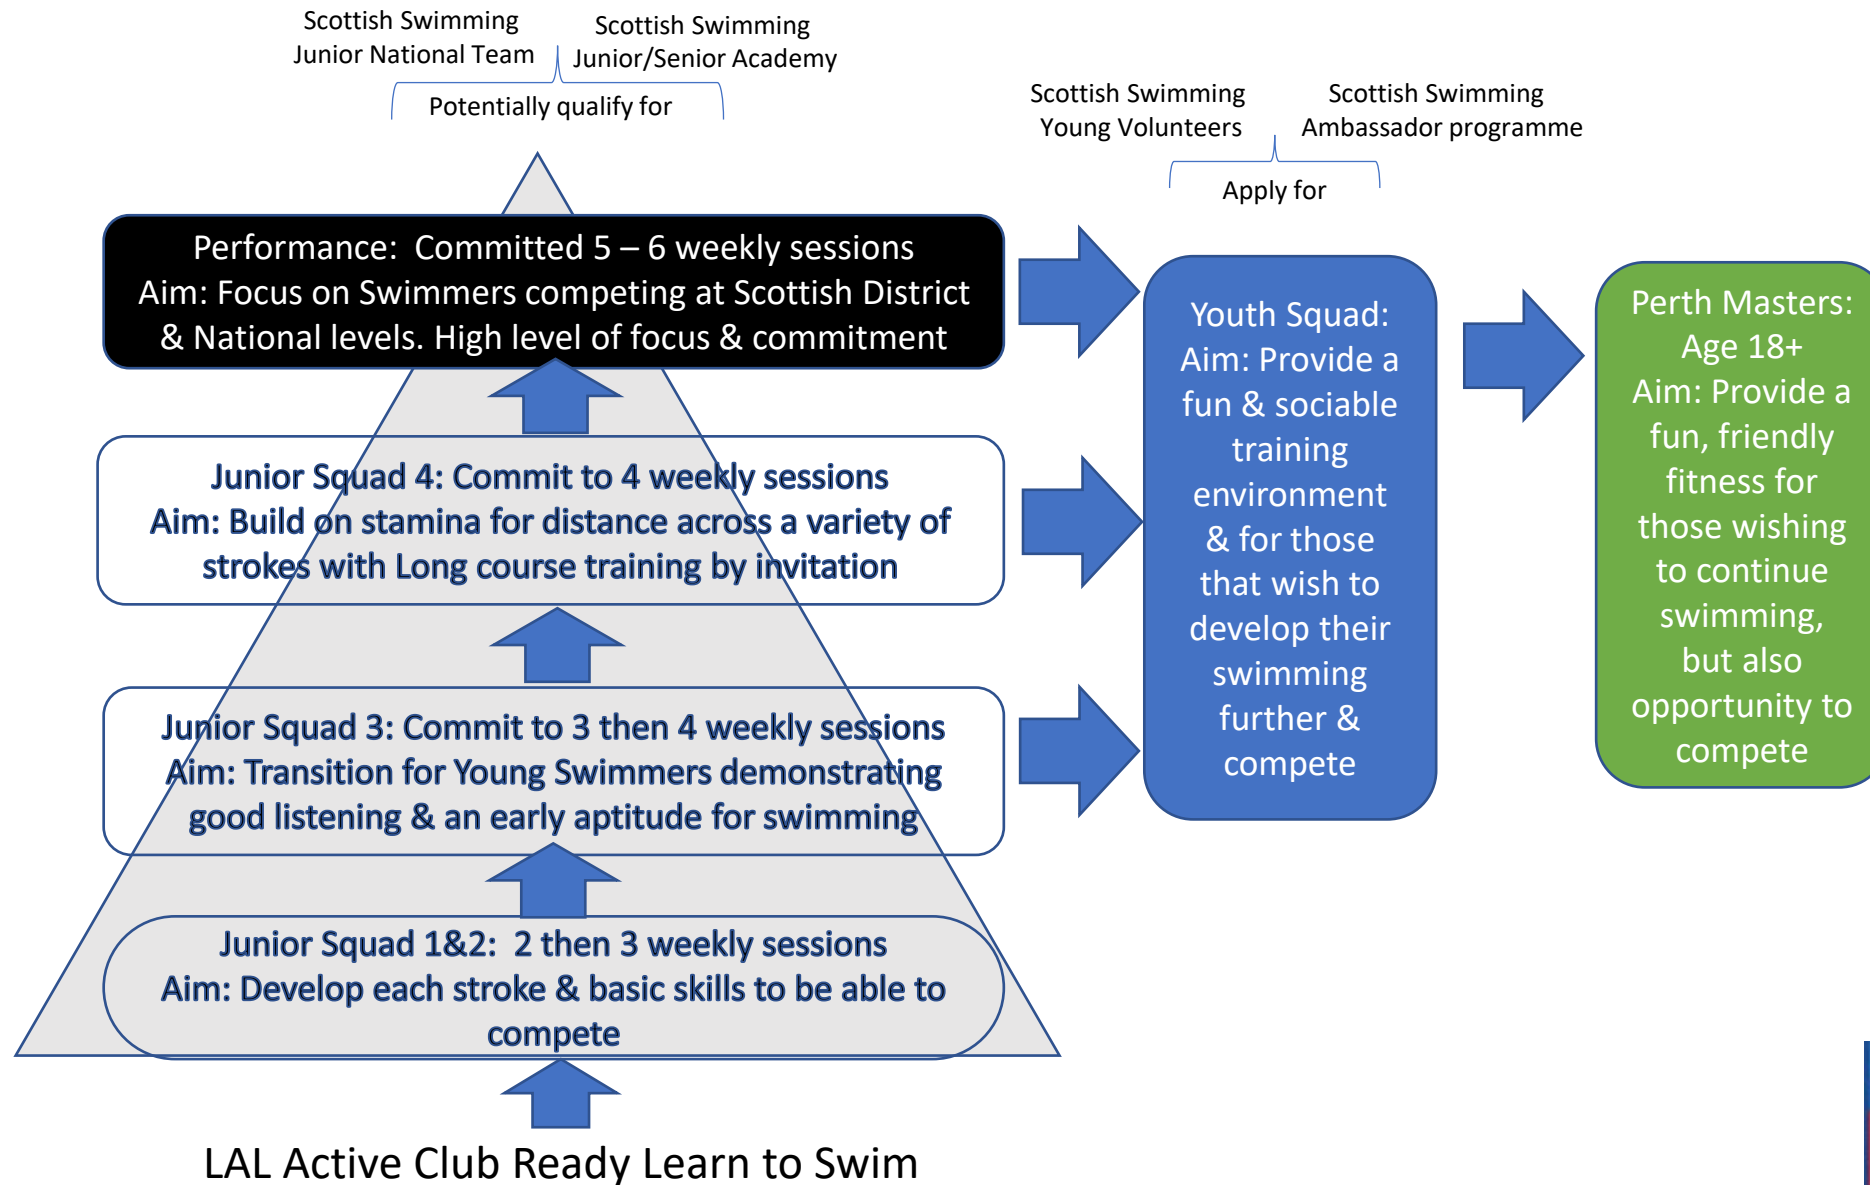 Scottish Swimming
Junior National Team
Scottish Swimming
Junior/Senior Academy
Potentially qualify for
Scottish Swimming
Young Volunteers
Scottish Swimming
Ambassador programme
Apply for
Performance: Committed 5 – 6 weekly sessions
Aim: Focus on Swimmers competing at Scottish District
& National levels. High level of focus & commitment
Junior Squad 4: Commit to 4 weekly sessions
Aim: Build on stamina for distance across a variety of
strokes with Long course training by invitation
Junior Squad 3: Commit to 3 then 4 weekly sessions
Aim: Transition for Young Swimmers demonstrating
good listening & an early aptitude for swimming
Junior Squad 1&2: 2 then 3 weekly sessions
Aim: Develop each stroke & basic skills to be able to
compete
LAL Active Club Ready Learn to Swim
Youth Squad:
Aim: Provide a
fun & sociable
training
environment
& for those
that wish to
develop their
swimming
further &
compete
Perth Masters:
Age 18+
Aim: Provide a
fun, friendly
fitness for
those wishing
to continue
swimming,
but also
opportunity to
compete